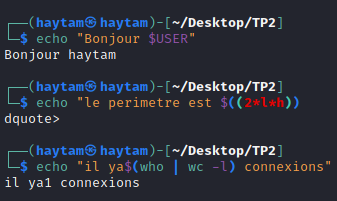 ┌──(haytam㉿haytam)-[~/Desktop/TP2]
└─$ echo "Bonjour $USER"
Bonjour haytam
┌──(haytam㉿haytam)-[~/Desktop/TP2]
└─$ echo "le perimetre est $((2*l*h))
dquote>
┌──(haytam㉿haytam)-[~/Desktop/TP2]
└─$ echo "il ya$(who | wc -l) connexions"
il ya1 connexions